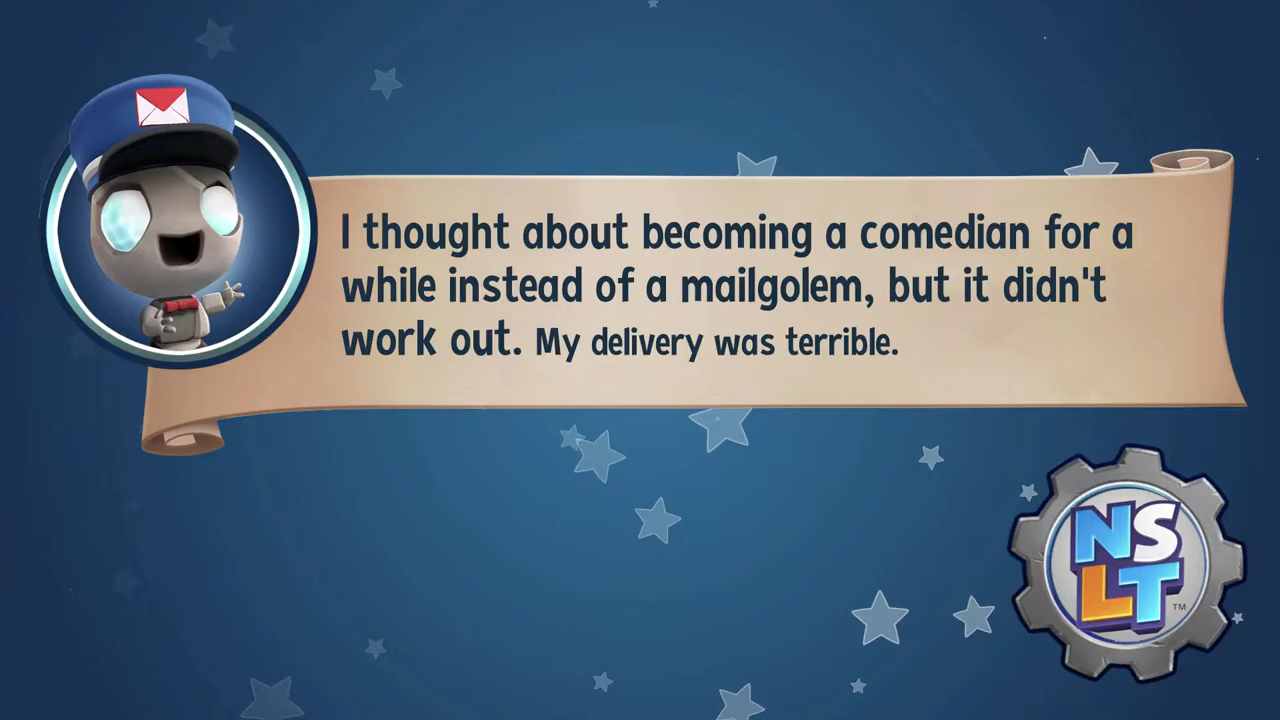 I thought about becoming a comedian for a
while instead of a mailgolem, but it didn't
work out. My delivery was terrible.
NS
LT
TM